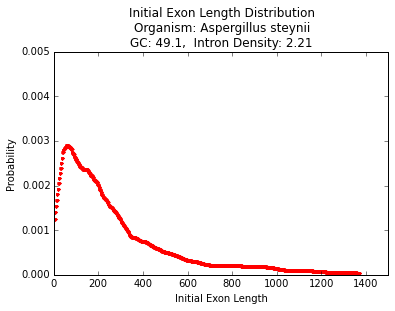 Initial Exon Length Distribution
Organism: Aspergillus steynii
GC: 49.1,  Intron Density: 2.21
0.005
0.004
0.003
0.002
0.001
0.000
Probability
0 200 400 600 800 1000 1200 1400
Initial Exon Length